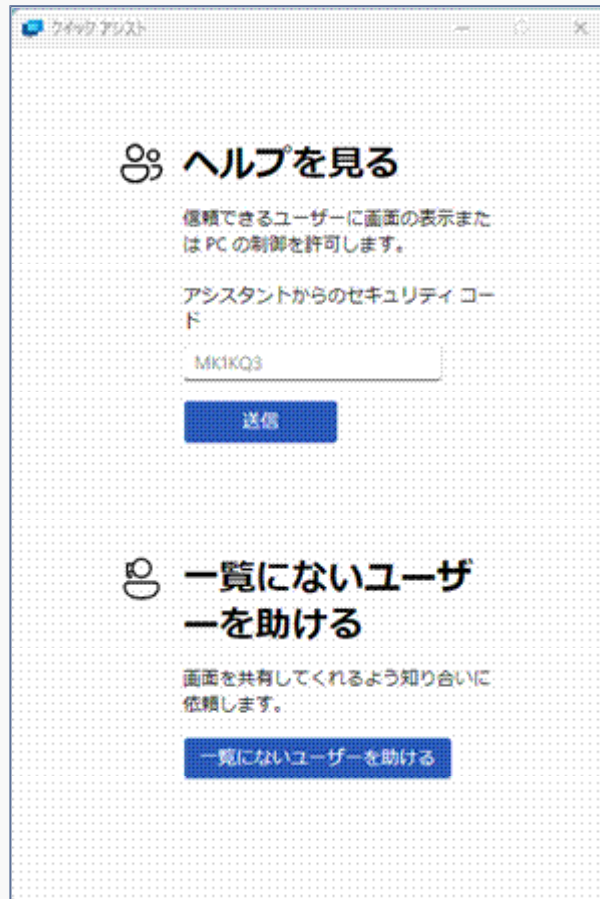 クイック アシスト
ヘルプを見る
信頼できるユーザーに画面の表示また
は PC の制御を許可します。
アシスタントからのセキュリティ コー
ド
MK1KQ3
送信
一覧にないユーザ
ーを助ける
画面を共有してくれるよう知り合いに
依頼します。
一覧にないユーザーを助ける